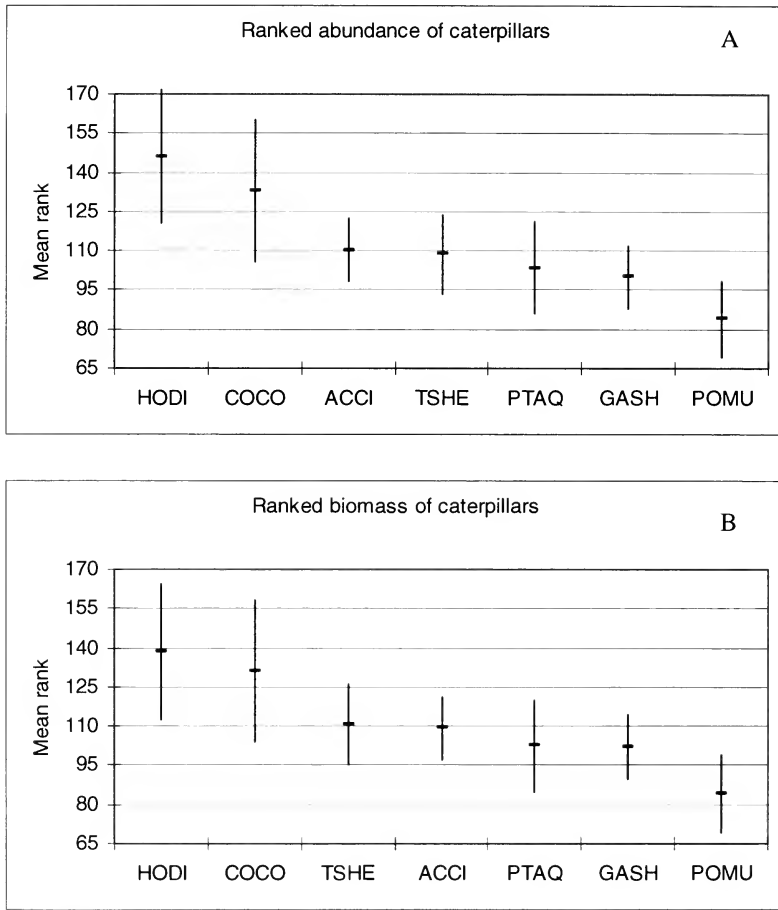 Ranked abundance of caterpillars
A
Mean rank
170
155
140
125
110
95
80
65
HODI COCO ACCI TSHE PTAQ GASH POMU
Ranked biomass of caterpillars
B
Mean rank
170
155
140
125
110
95
80
65
HODI COCO TSHE ACCI PTAQ GASH POMU